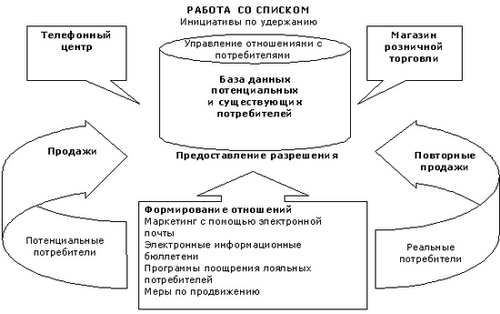 РАБОТА СО СПИСКОМ
Инициативы по удержанию
Телефонный
центр
Управление отношениями с
потребителями
Магазин
розничной
торговли
База данных
потенциальных
и существующих
потребителей
Продажи
Предоставление разрешения
Повторные
продажи
Формирование отношений
Маркетинг с помощью электронной
почты
Электронные информационные
бюллетени
Программы поощрения лояльных
потребителей
Меры по продвижению
Потенциальные
потребители
Реальные
потребители